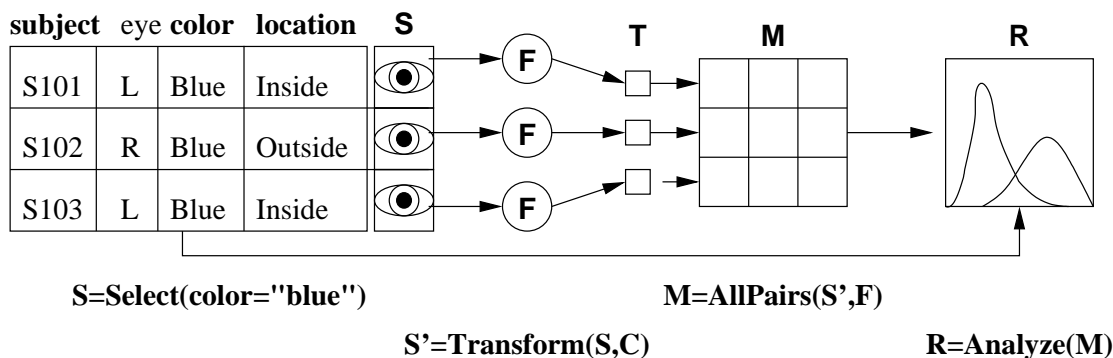 subject eye color location S T M R
S101 L Blue Inside F
S102 R Blue Outside F
S103 L Blue Inside F
S=Select(color="blue") M=AllPairs(S',F)
S'=Transform(S,C) R=Analyze(M)